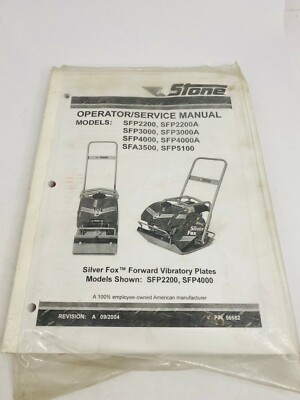 Stone
OPERATOR/SERVICE MANUAL
MODELS: SFP2200, SFP2200A
SFP3000, SFP3000A
SFP4000, SFP4000A
SFA3500, SFP5100
Silver Fox™ Forward Vibratory Plates
Models Shown: SFP2200, SFP4000
A 100% employee-owned American manufacturer
REVISION: A 09/2004